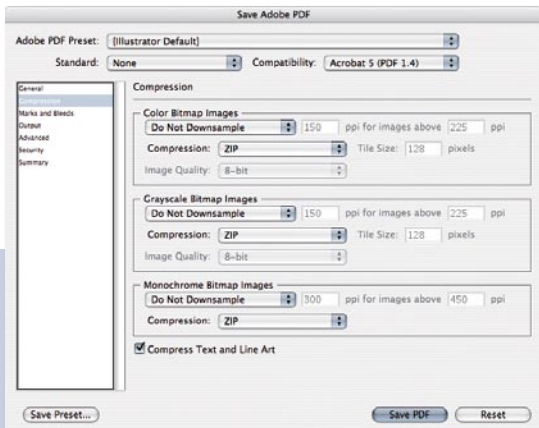 Save Adobe PDF
Adobe PDF Preset: [Illustrator Default]
Standard: None Compatibility: Acrobat 5 (PDF 1.4)
General
Compression
Marks and Bleeds
Output
Advanced
Security
Summary
Compression
Color Bitmap Images
Do Not Downsample 150 ppi for images above 225 ppi
Compression: ZIP Tile Size: 128 pixels
Image Quality: 8-bit
Grayscale Bitmap Images
Do Not Downsample 150 ppi for images above 225 ppi
Compression: ZIP Tile Size: 128 pixels
Image Quality: 8-bit
Monochrome Bitmap Images
Do Not Downsample 300 ppi for images above 450 ppi
Compression: ZIP
Compress Text and Line Art
Save Preset... Save PDF Reset